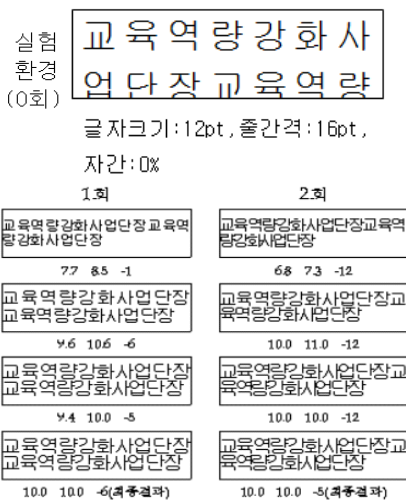 실험
환경
(0회)
교육역량강화사
업단장교육역량
글자크기:12pt,줄간격:16pt,
자간:0%
1회
2회
교육역량강화사업단장교육역
량강화사업단장
7.7 8.5 -1
교육역량강화사업단장교육역
량강화사업단장
6.8 7.3 -12
교육역량강화사업단장
교육역량강화사업단장
9.6 10.6 -6
교육역량강화사업단장교
육역량강화사업단장
10.0 11.0 -12
교육역량강화사업단장
교육역량강화사업단장
9.4 10.0 -5
교육역량강화사업단장교
육역량강화사업단장
10.0 10.0 -12
교육역량강화사업단장
교육역량강화사업단장
10.0 10.0 -6(최종결과)
교육역량강화사업단장교
육역량강화사업단장
10.0 10.0 -5(최종결과)